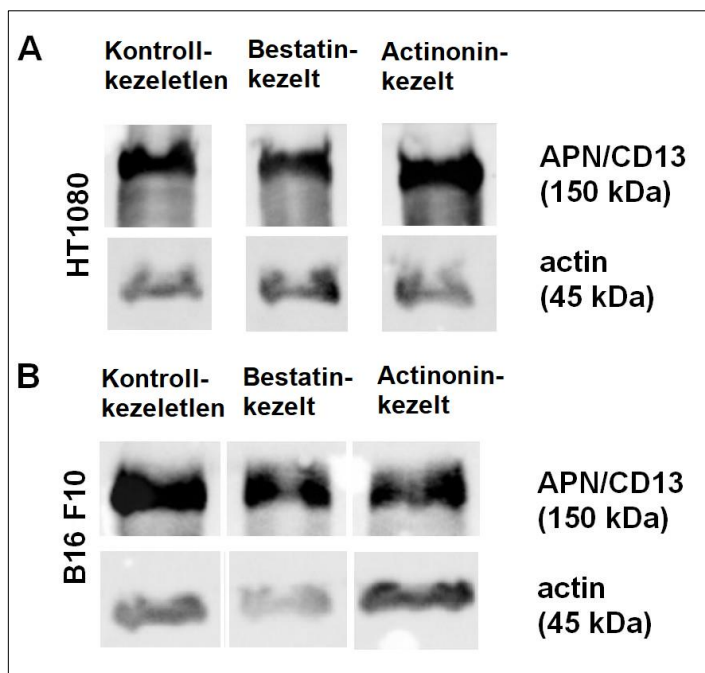 A
Kontroll-
kezeletlen
Bestatin-
kezelt
Actinonin-
kezelt
HT1080
APN/CD13
(150 kDa)
actin
(45 kDa)
B
Kontroll-
kezeletlen
Bestatin-
kezelt
Actinonin-
kezelt
B16 F10
APN/CD13
(150 kDa)
actin
(45 kDa)